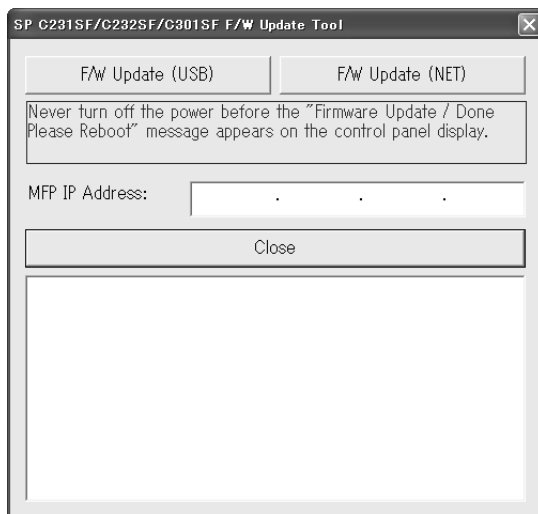 SP C231SF/C232SF/C301SF F/W Update Tool
F/W Update (USB) F/W Update (NET)
Never turn off the power before the "Firmware Update / Done
Please Reboot" message appears on the control panel display.
MFP IP Address: . . .
Close